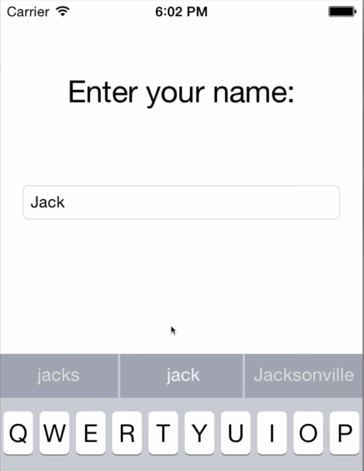 Carrier 6:02 PM
Enter your name:
Jack
jacks jack Jacksonville
Q W E R T Y U I O P